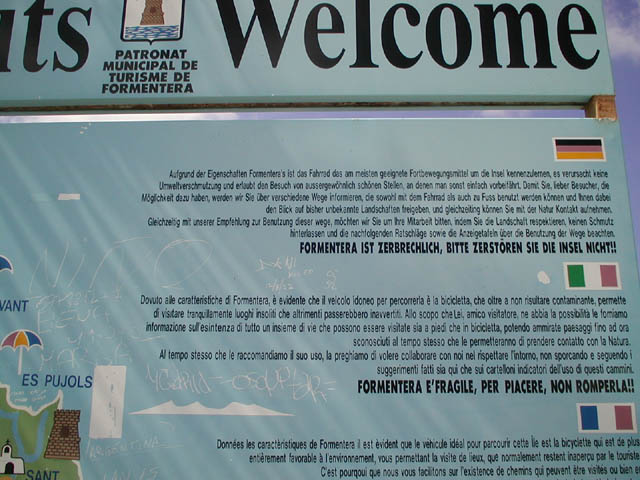 uts
Welcome
PATRONAT
MUNICIPAL DE
TURISME DE
FORMENTERA
Aufgrund der Eigenschaften Formentera's ist das Fahrrad das am meisten geeignete Fortbewegungsmittel um die Insel kennenzulernen, es verursacht keine
Umweltverschmutzung und erlaubt den Besuch von aussergewöhnlich schönen Stellen, an denen man sonst einfach vorbeifährt. Damit Sie, lieber Besucher, die
Möglichkeit dazu haben, werden wir Sie über verschiedene Wege informieren, die sowohl mit dem Fahrrad als auch zu Fuss benutzt werden können und Ihnen dabei
den Blick auf bisher unbekannte Landschaften freigeben, und gleichzeitig können Sie mit der Natur Kontakt aufnehmen.
Gleichzeitig mit unserer Empfehlung zur Benutzung dieser wege, möchten wir Sie um Ihre Mitarbeit bitten, indem Sie die Landschaft respektieren, keinen Schmutz
hinterlassen und die nachfolgenden Ratschläge sowie die Anzeigetafeln über die Benutzung der Wege beachten.
FORMENTERA IST ZERBRECHLICH, BITTE ZERSTÖREN SIE DIE INSEL NICHT!!
Dovuto alle caratteristiche di Formentera, è evidente che il veicolo idoneo per percorrerla è la bicicletta, che oltre a non risultare contaminante, permette
di visitare tranquilamente luoghi insoliti che altrimenti passerebbero inavvertiti. Allo scopo che Lei, amico visitatore, ne abbia la possibilità le forniamo
informazione sull'esistenza di tutto un insieme di vie che possono essere visitate sia a piedi che in bicicletta, potendo ammirate paesaggi fino ad ora
sconosciuti al tempo stesso che le permetteranno di prendere contatto con la Natura.
Al tempo stesso che le raccomandiamo il suo uso, la preghiamo di volere collaborare con noi nei rispettare l'intorno, non sporcando e seguendo i
suggerimenti fatti sia qui che sui cartelloni indicatori dell'uso di questi cammini.
FORMENTERA E'FRAGILE, PER PIACERE, NON ROMPERLA!!
VANT
ES PUJOLS
SANT
ARGENTINA
Données les caractèristiques de Formentera il est évident que le vehicule idéal pour parcourir cette île est la bicyclette qui est de plus
entièrement favorable à l'environnement, vous permettant la visite de lieux, que normalement restent inaperçu par le touriste
C'est pourqoui que nous vous facilitons sur l'existence de chemins qui peuvent être visites ou bien e